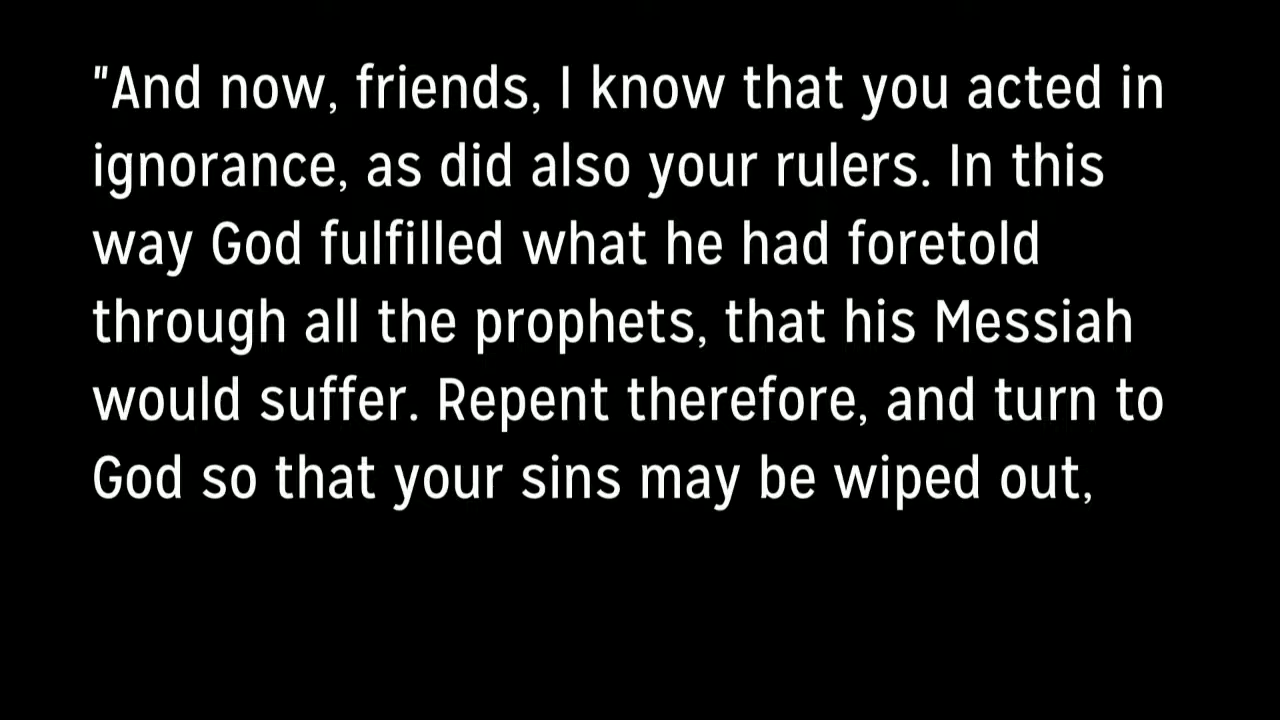 "And now, friends, I know that you acted in
ignorance, as did also your rulers. In this
way God fulfilled what he had foretold
through all the prophets, that his Messiah
would suffer. Repent therefore, and turn to
God so that your sins may be wiped out,